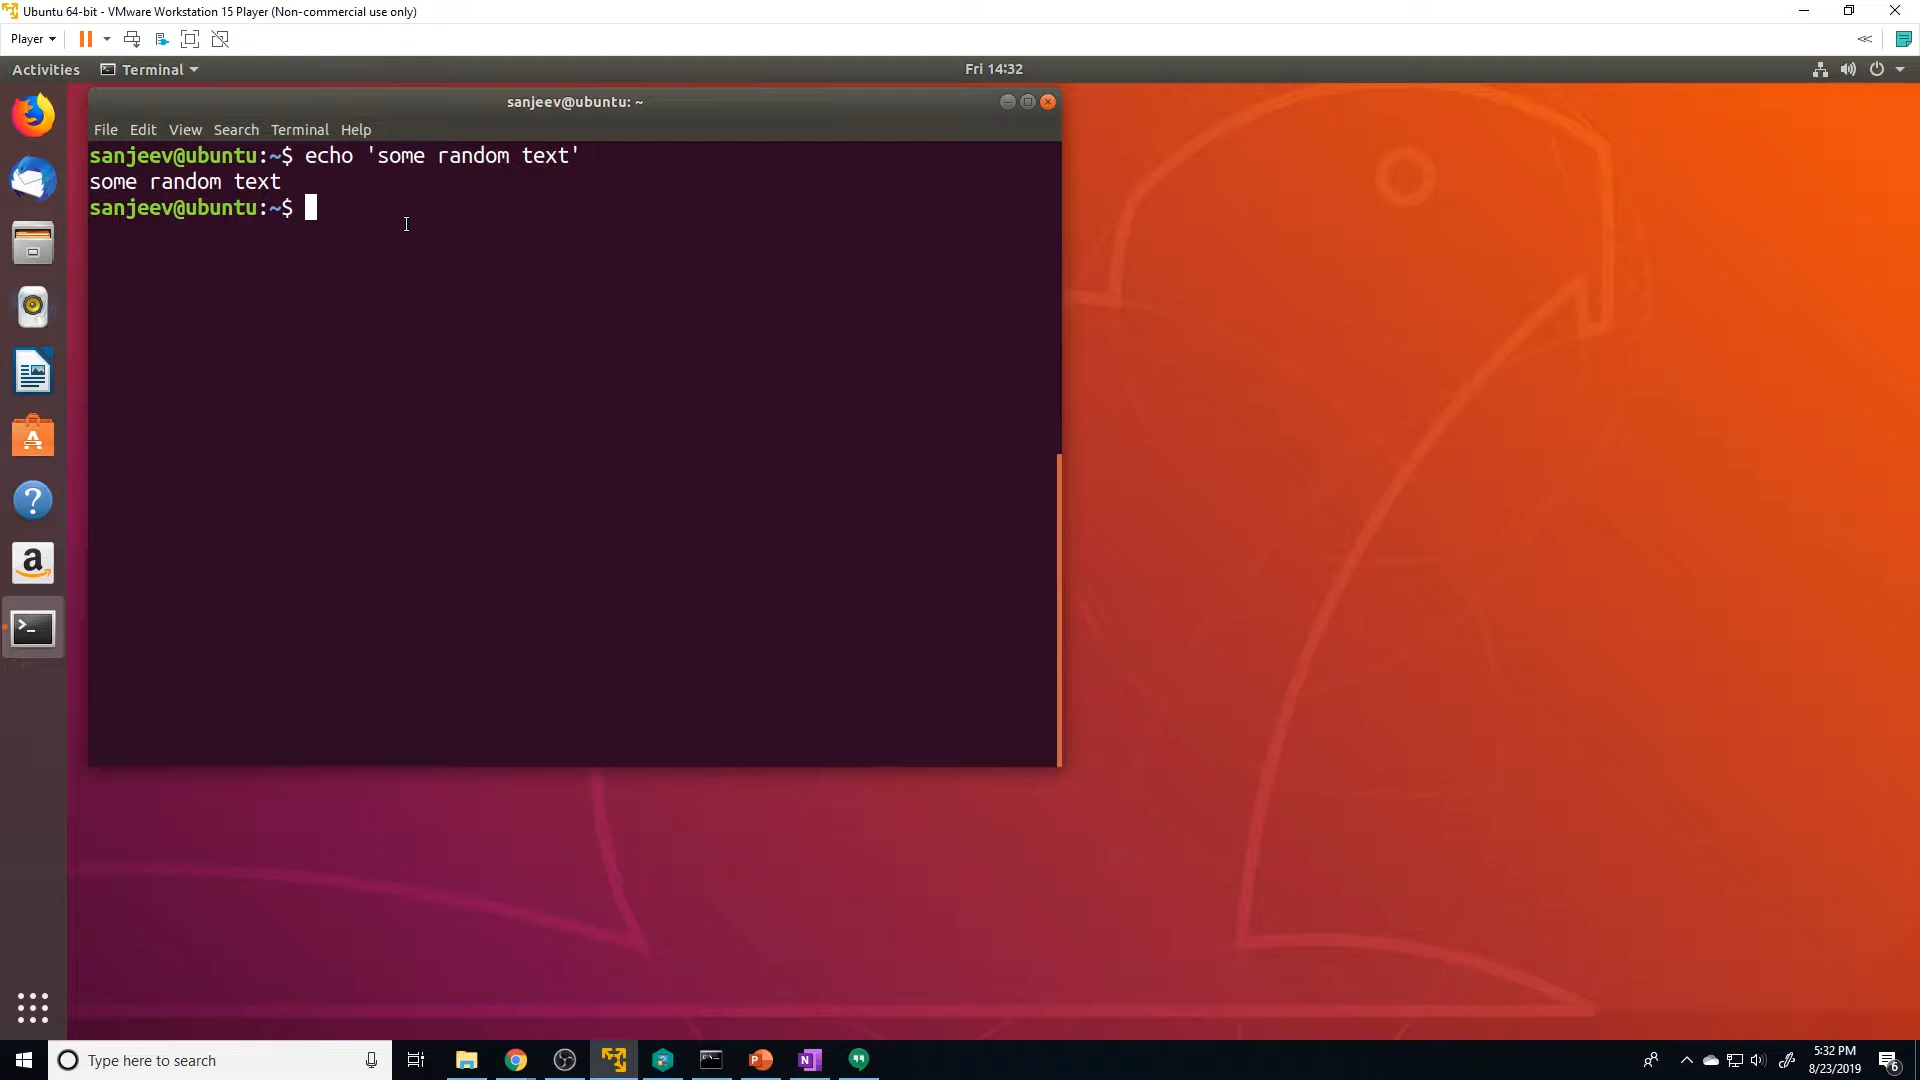 Ubuntu 64-bit - VMware Workstation 15 Player (Non-commercial use only)
Player
Activities Terminal Fri 14:32
sanjeev@ubuntu: ~
File Edit View Search Terminal Help
sanjeev@ubuntu:~$ echo 'some random text'
some random text
sanjeev@ubuntu:~$
Type here to search
5:32 PM
8/23/2019
6